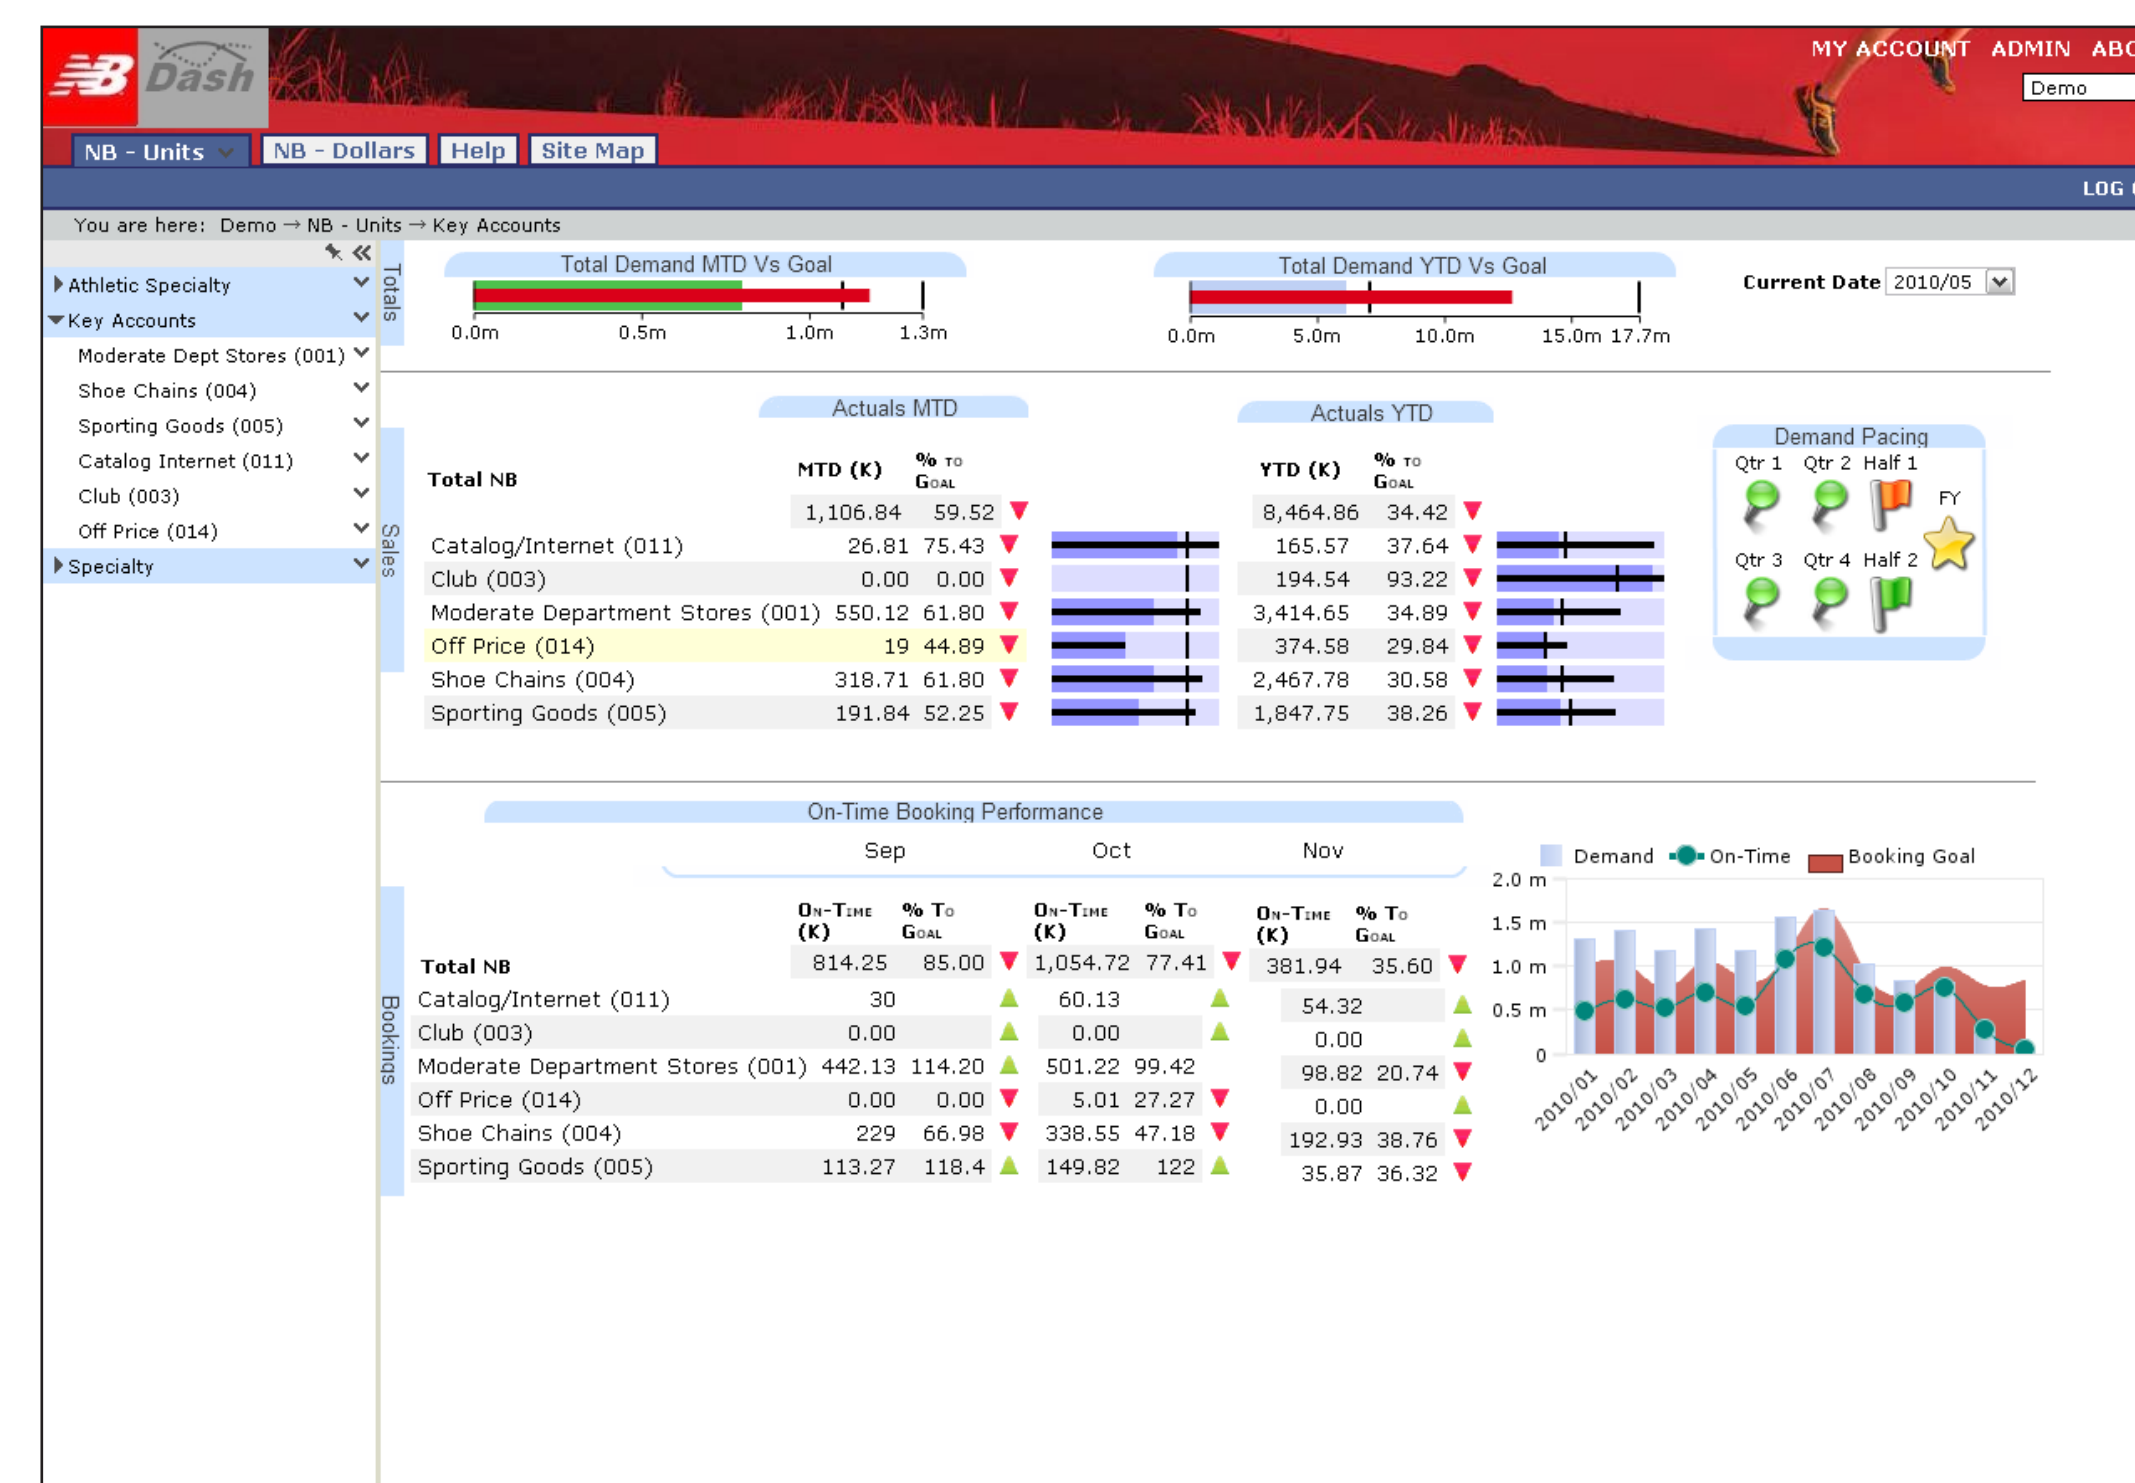 NB Dash
MY ACCOUNT ADMIN
Demo
NB - Units NB - Dollars Help Site Map
LOG
You are here: Demo → NB - Units → Key Accounts
Athletic Specialty
Key Accounts
Moderate Dept Stores (001)
Shoe Chains (004)
Sporting Goods (005)
Catalog Internet (011)
Club (003)
Off Price (014)
Specialty
Totals
Total Demand MTD Vs Goal
0.0m 0.5m 1.0m 1.3m
Total Demand YTD Vs Goal
0.0m 5.0m 10.0m 15.0m 17.7m
Current Date 2010/05
Sales
Actuals MTD Actuals YTD
Total NB MTD (K) % TO GOAL YTD (K) % TO GOAL
1,106.84 59.52 8,464.86 34.42
Catalog/Internet (011) 26.81 75.43 165.57 37.64
Club (003) 0.00 0.00 194.54 93.22
Moderate Department Stores (001) 550.12 61.80 3,414.65 34.89
Off Price (014) 19 44.89 374.58 29.84
Shoe Chains (004) 318.71 61.80 2,467.78 30.58
Sporting Goods (005) 191.84 52.25 1,847.75 38.26
Demand Pacing
Qtr 1 Qtr 2 Half 1
FY
Qtr 3 Qtr 4 Half 2
Bookings
On-Time Booking Performance
Sep Oct Nov
ON-TIME (K) % TO GOAL ON-TIME (K) % TO GOAL ON-TIME (K) % TO GOAL
Total NB 814.25 85.00 1,054.72 77.41 381.94 35.60
Catalog/Internet (011) 30 60.13 54.32
Club (003) 0.00 0.00 0.00
Moderate Department Stores (001) 442.13 114.20 501.22 99.42 98.82 20.74
Off Price (014) 0.00 0.00 5.01 27.27 0.00
Shoe Chains (004) 229 66.98 338.55 47.18 192.93 38.76
Sporting Goods (005) 113.27 118.4 149.82 122 35.87 36.32
Demand On-Time Booking Goal
2.0 m
1.5 m
1.0 m
0.5 m
0
2010/01 2010/02 2010/03 2010/04 2010/05 2010/06 2010/07 2010/08 2010/09 2010/10 2010/11 2010/12